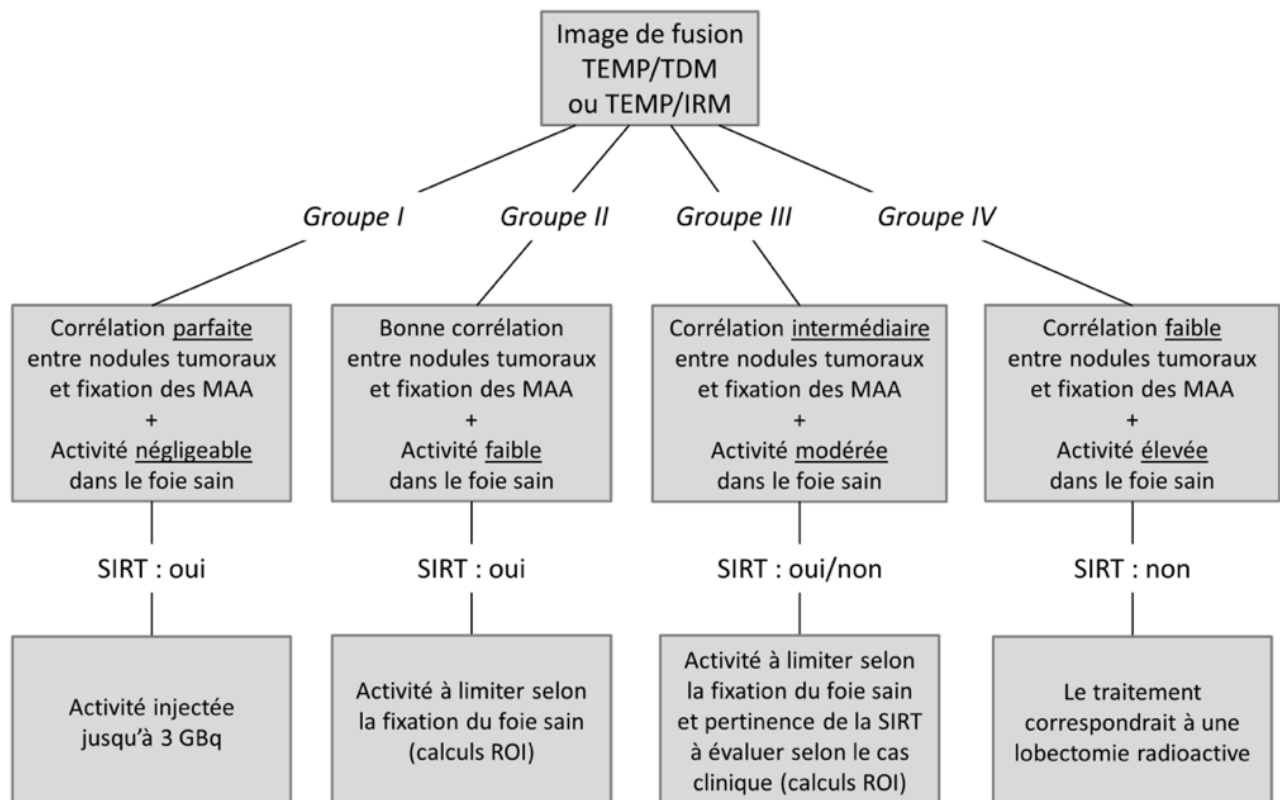 Image de fusion
TEMP/TDM
ou TEMP/IRM
Groupe I
Groupe II
Groupe III
Groupe IV
Corrélation parfaite
entre nodules tumoraux
et fixation des MAA
+
Activité négligeable
dans le foie sain
Bonne corrélation
entre nodules tumoraux
et fixation des MAA
+
Activité faible
dans le foie sain
Corrélation intermédiaire
entre nodules tumoraux
et fixation des MAA
+
Activité modérée
dans le foie sain
Corrélation faible
entre nodules tumoraux
et fixation des MAA
+
Activité élevée
dans le foie sain
SIRT : oui
SIRT : oui
SIRT : oui/non
SIRT : non
Activité injectée
jusqu'à 3 GBq
Activité à limiter selon
la fixation du foie sain
(calculs ROI)
Activité à limiter selon
la fixation du foie sain
et pertinence de la SIRT
à évaluer selon le cas
clinique (calculs ROI)
Le traitement
correspondrait à une
lobectomie radioactive